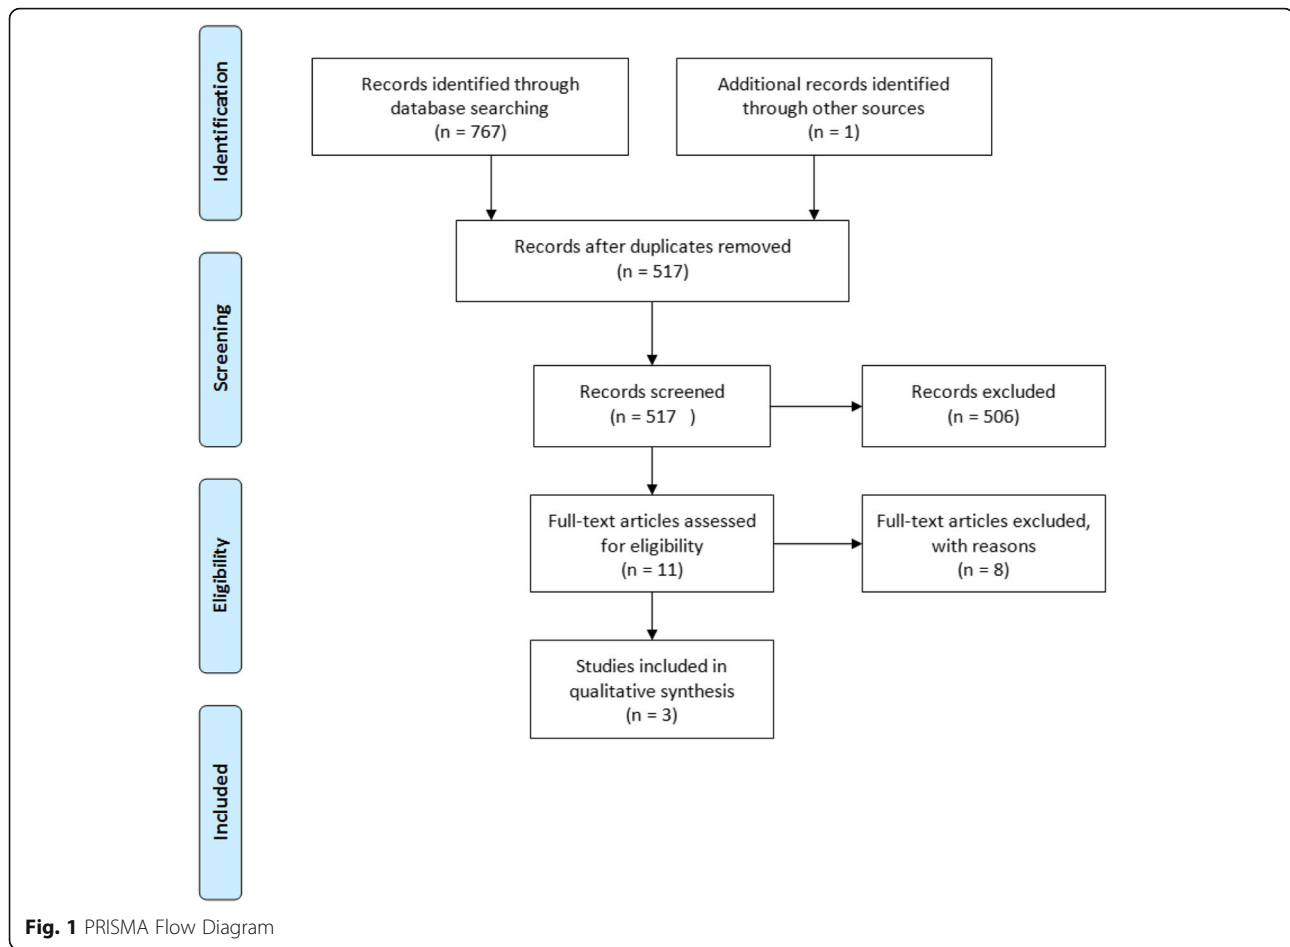 Identification
Records identified through
database searching
(n = 767)
Additional records identified
through other sources
(n = 1)
Records after duplicates removed
(n = 517)
Screening
Records screened
(n = 517   )
Records excluded
(n = 506)
Eligibility
Full-text articles assessed
for eligibility
(n = 11)
Full-text articles excluded,
with reasons
(n = 8)
Studies included in
qualitative synthesis
(n = 3)
Included
Fig. 1 PRISMA Flow Diagram